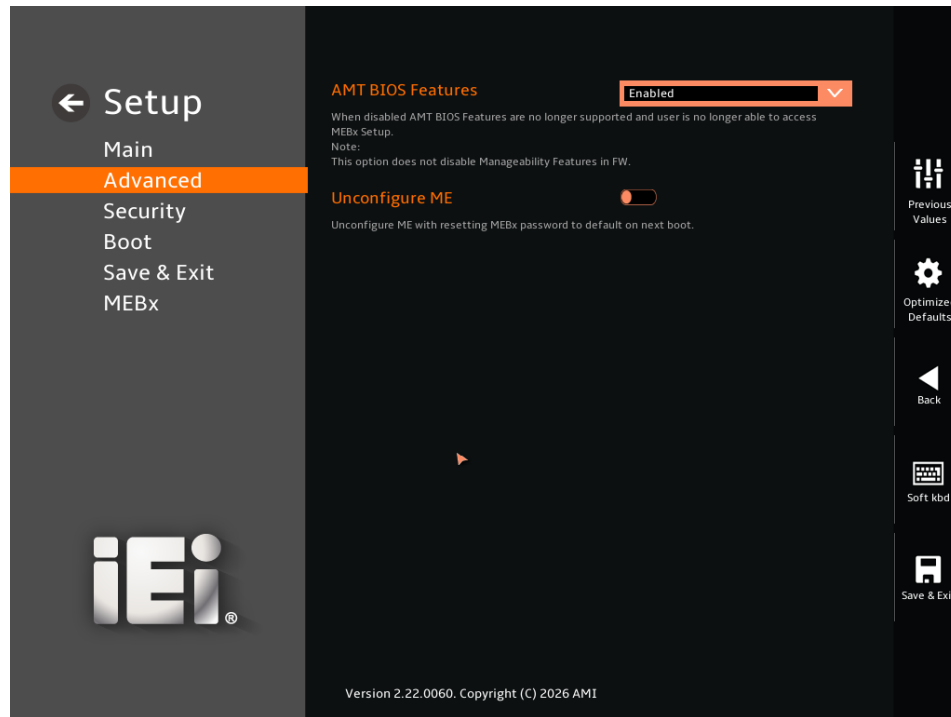 Setup
Main
Advanced
Security
Boot
Save & Exit
MEBx
iEi
®
AMT BIOS Features
Enabled
When disabled AMT BIOS Features are no longer supported and user is no longer able to access
MEBx Setup.
Note:
This option does not disable Manageability Features in FW.
Unconfigure ME
Unconfigure ME with resetting MEBx password to default on next boot.
Previous
Values
Optimize
Defaults
Back
Soft kbd
Save & Exi
Version 2.22.0060. Copyright (C) 2026 AMI